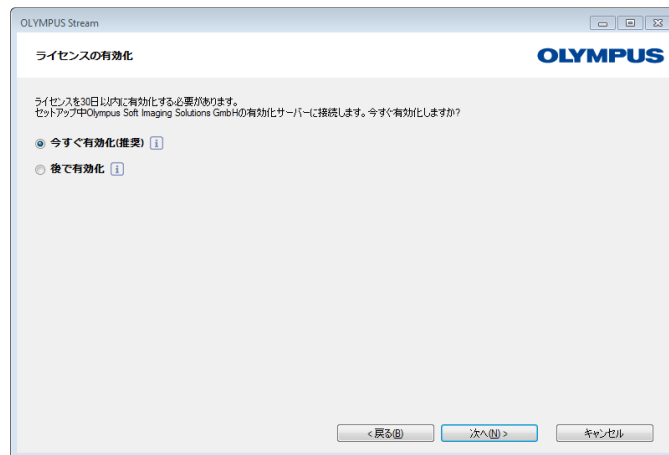 OLYMPUS Stream
ライセンスの有効化
OLYMPUS
ライセンスを30日以内に有効化する必要があります。
セットアップ中Olympus Soft Imaging Solutions GmbHの有効化サーバーに接続します。今すぐ有効化しますか?
今すぐ有効化(推奨) i
後で有効化 i
<戻る(B)
次へ(N)>
キャンセル